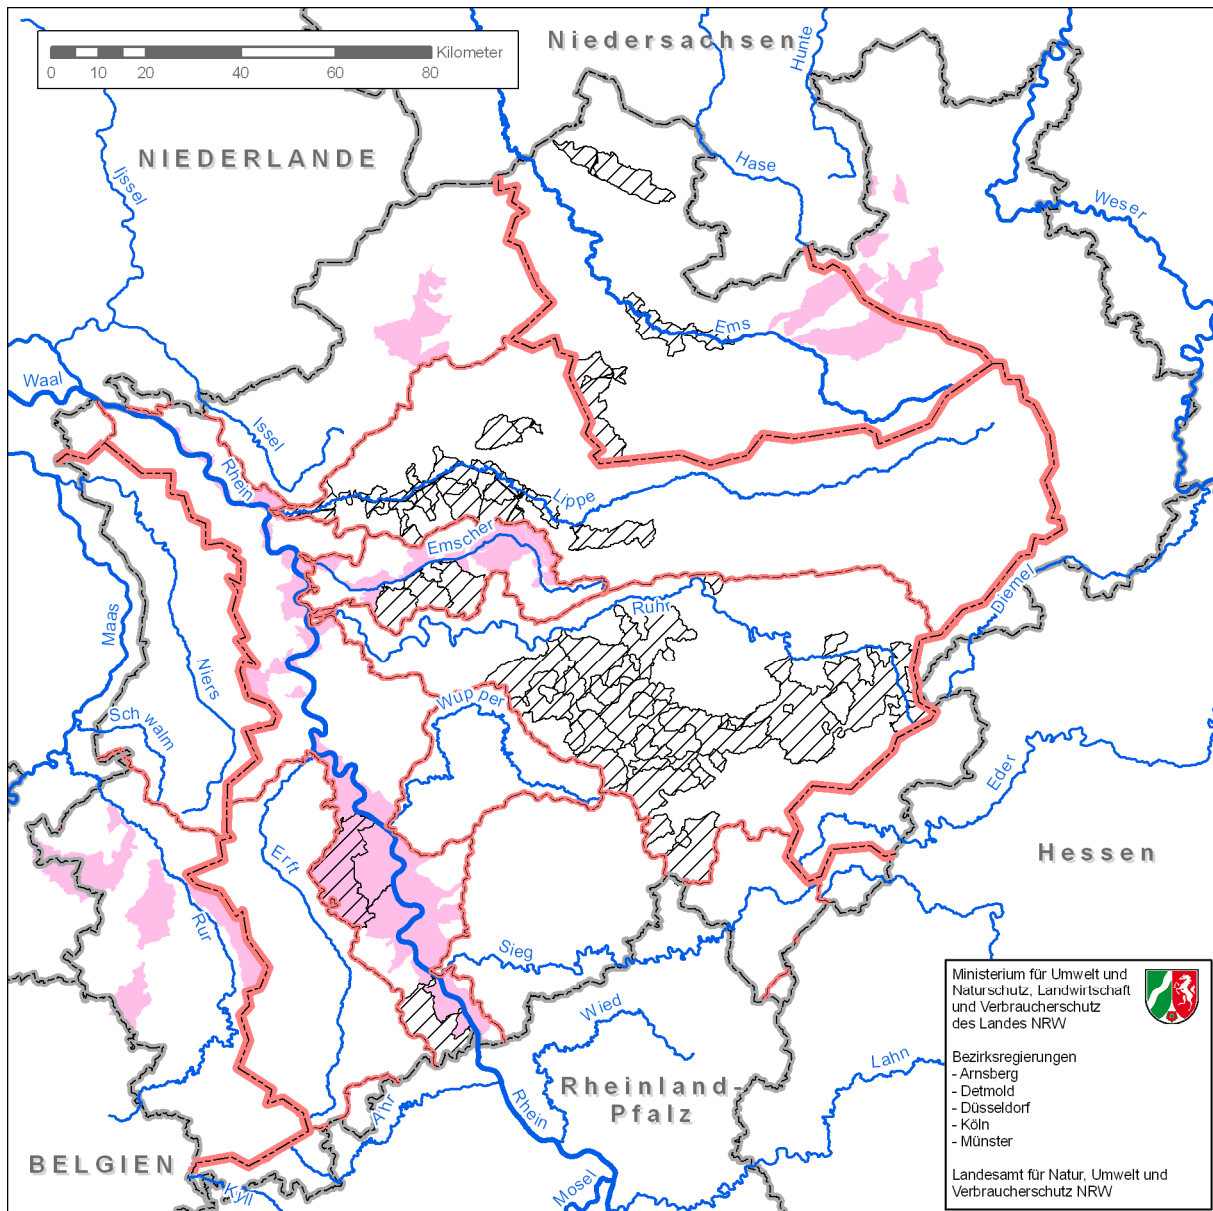 Niedersachsen
Kilometer
0 10 20 40 60 80
Hunte
NIEDERLANDE
Ijssel
Hase
Weser
Ems
Waal
Issel
Rhein
Lippe
Emscher
Diemel
Ruhr
Maas
Niers
Schwalm
Wupper
Eder
Hessen
Erft
Rur
Sieg
Wied
Lahn
Rheinland-
Pfalz
Ahr
Rhein
Mosel
BELGIEN
Kyll
Ministerium für Umwelt und
Naturschutz, Landwirtschaft
und Verbraucherschutz
des Landes NRW
Bezirksregierungen
- Arnsberg
- Detmold
- Düsseldorf
- Köln
- Münster
Landesamt für Natur, Umwelt und
Verbraucherschutz NRW